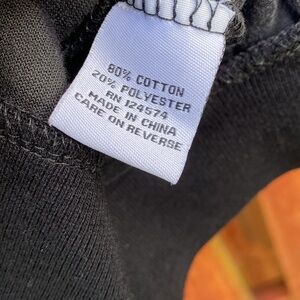 80% COTTON
20% POLYESTER
RN 124574
MADE IN CHINA
CARE ON REVERSE